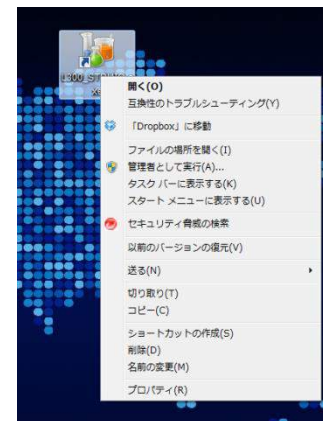 開く(O)
互換性のトラブルシューティング(Y)
「Dropbox」に移動
ファイルの場所を開く(I)
管理者として実行(A)...
タスク バーに表示する(K)
スタート メニューに表示する(U)
セキュリティ脅威の検索
以前のバージョンの復元(V)
送る(N)
切り取り(T)
コピー(C)
ショートカットの作成(S)
削除(D)
名前の変更(M)
プロパティ(R)